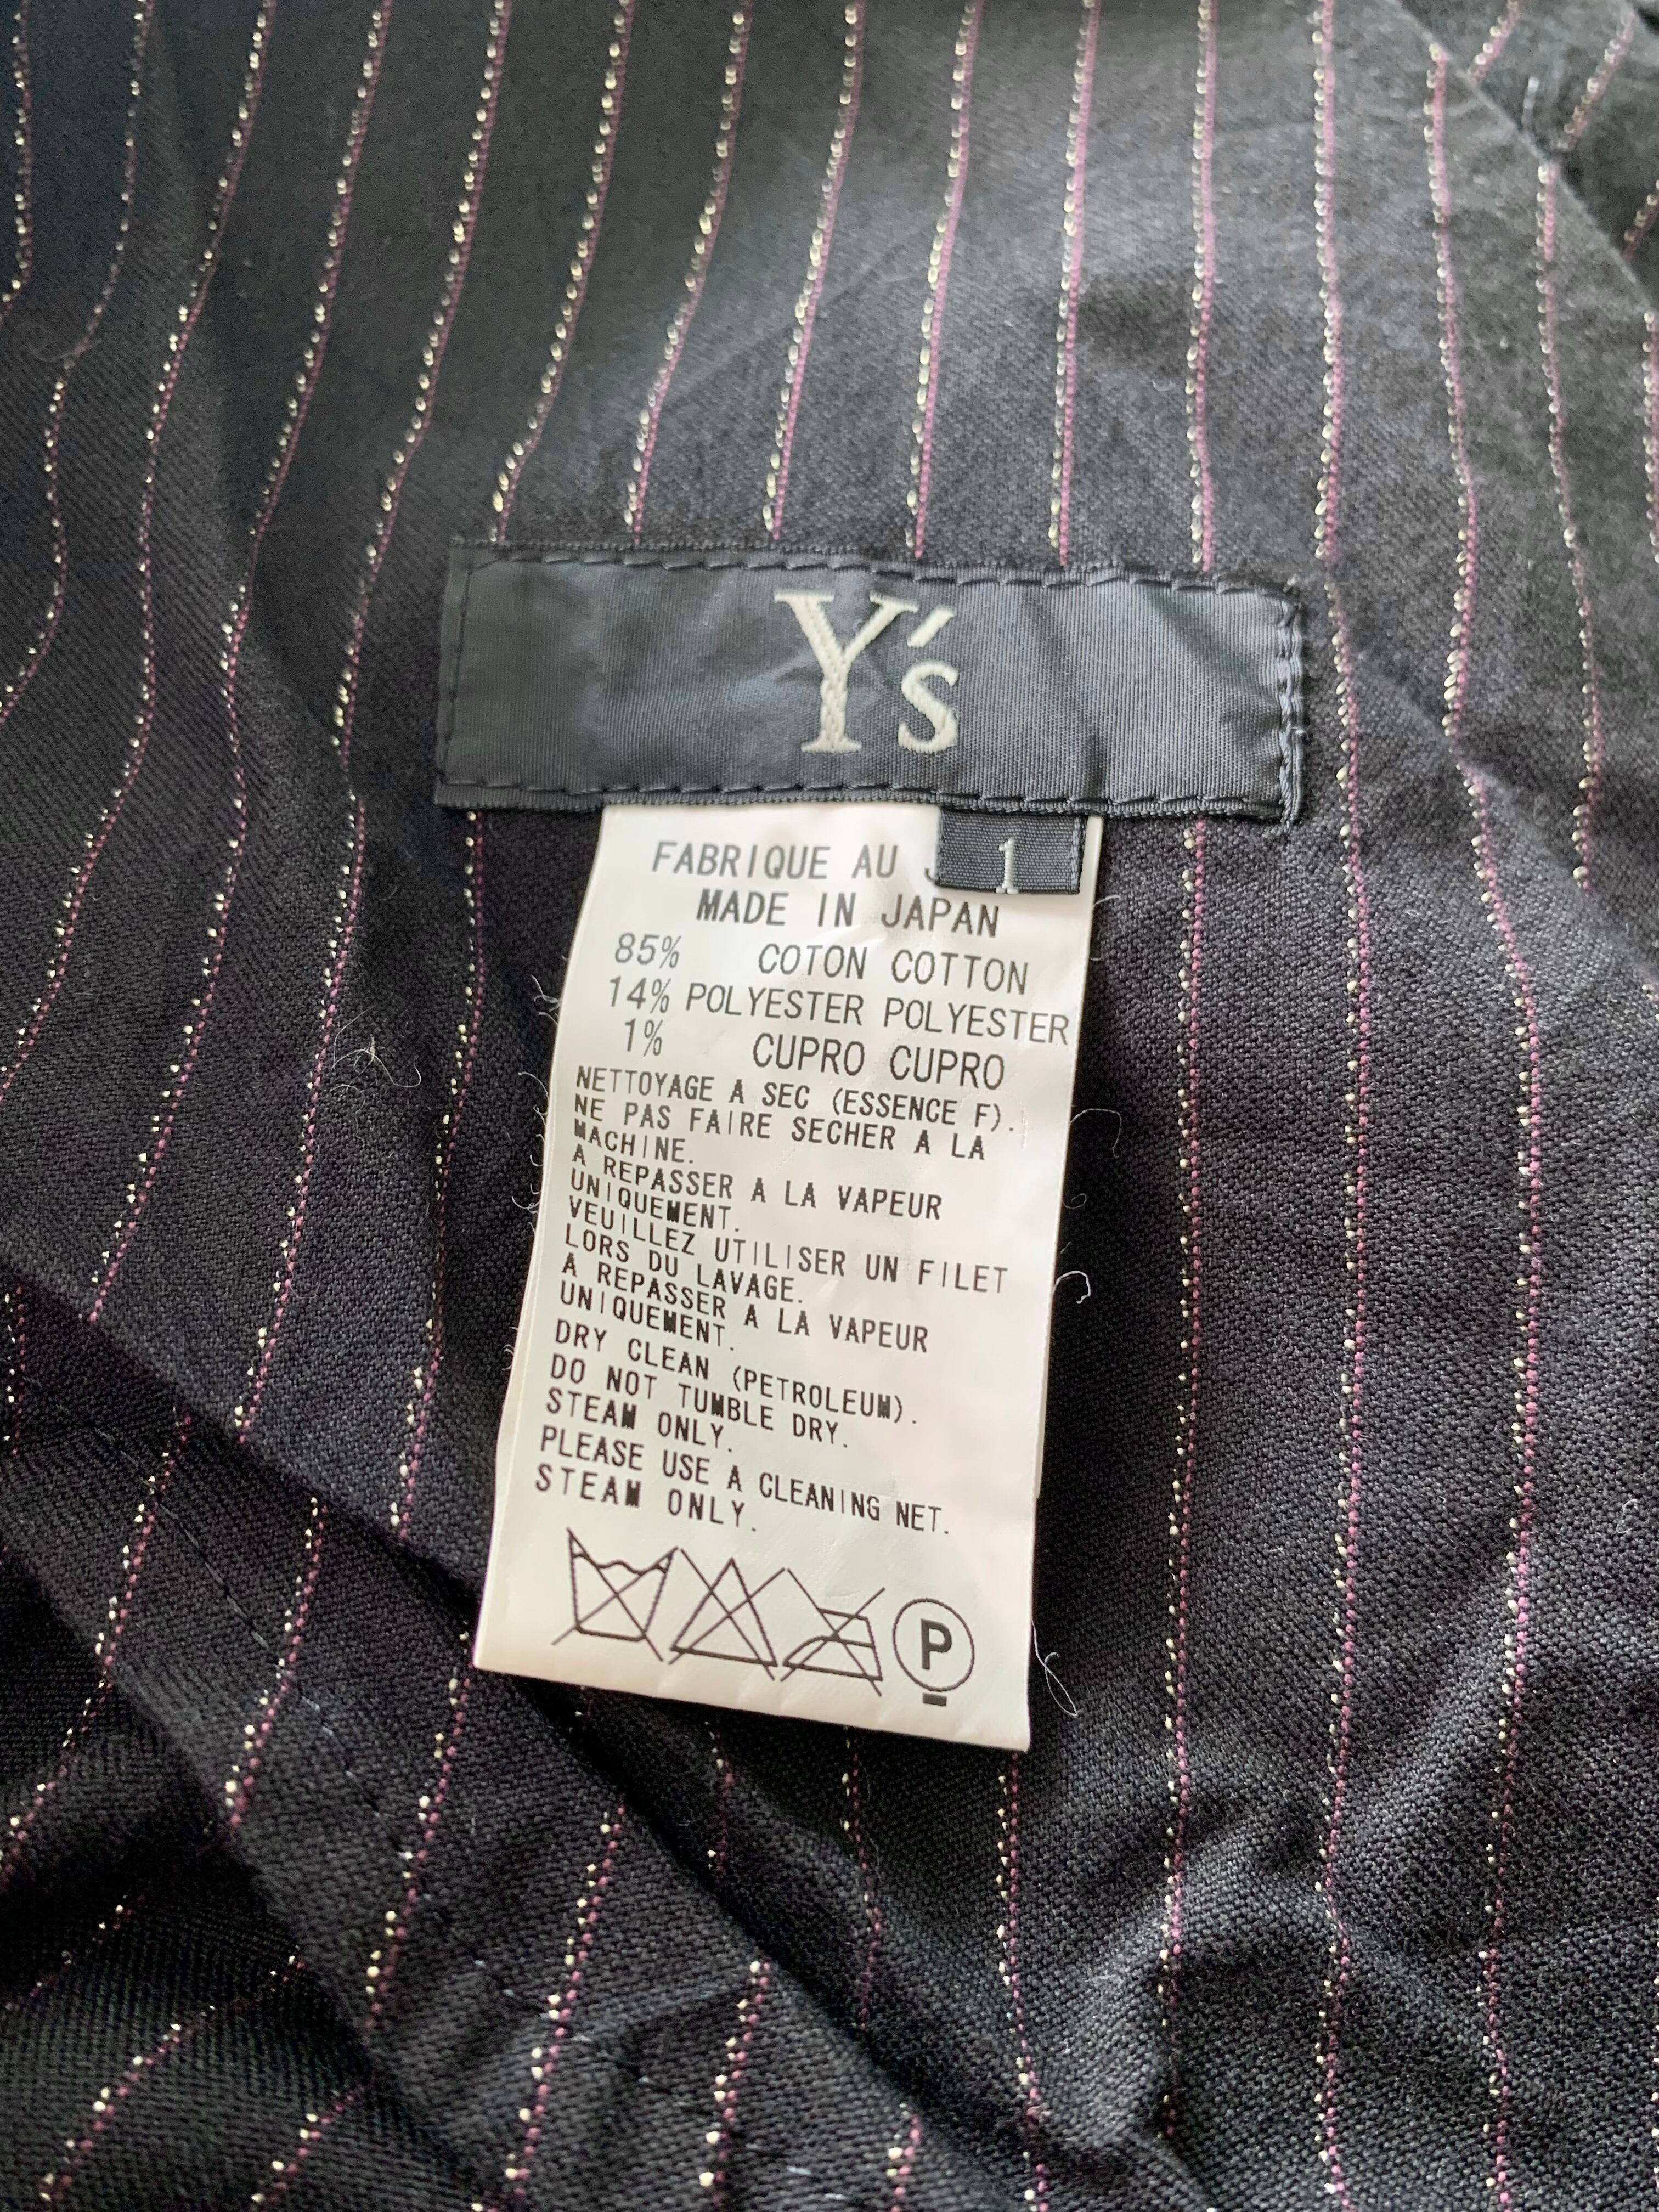 Y's
1
FABRIQUE AU
MADE IN JAPAN
85% COTON COTTON
14% POLYESTER POLYESTER
1% CUPRO CUPRO
NETTOYAGE A SEC (ESSENCE F).
NE PAS FAIRE SECHER A LA
MACHINE.
A REPASSER A LA VAPEUR
UNIQUEMENT.
VEUILLEZ UTILISER UN FILET
LORS DU LAVAGE.
A REPASSER A LA VAPEUR
UNIQUEMENT.
DRY CLEAN (PETROLEUM).
DO NOT TUMBLE DRY.
STEAM ONLY.
PLEASE USE A CLEANING NET.
STEAM ONLY.
P